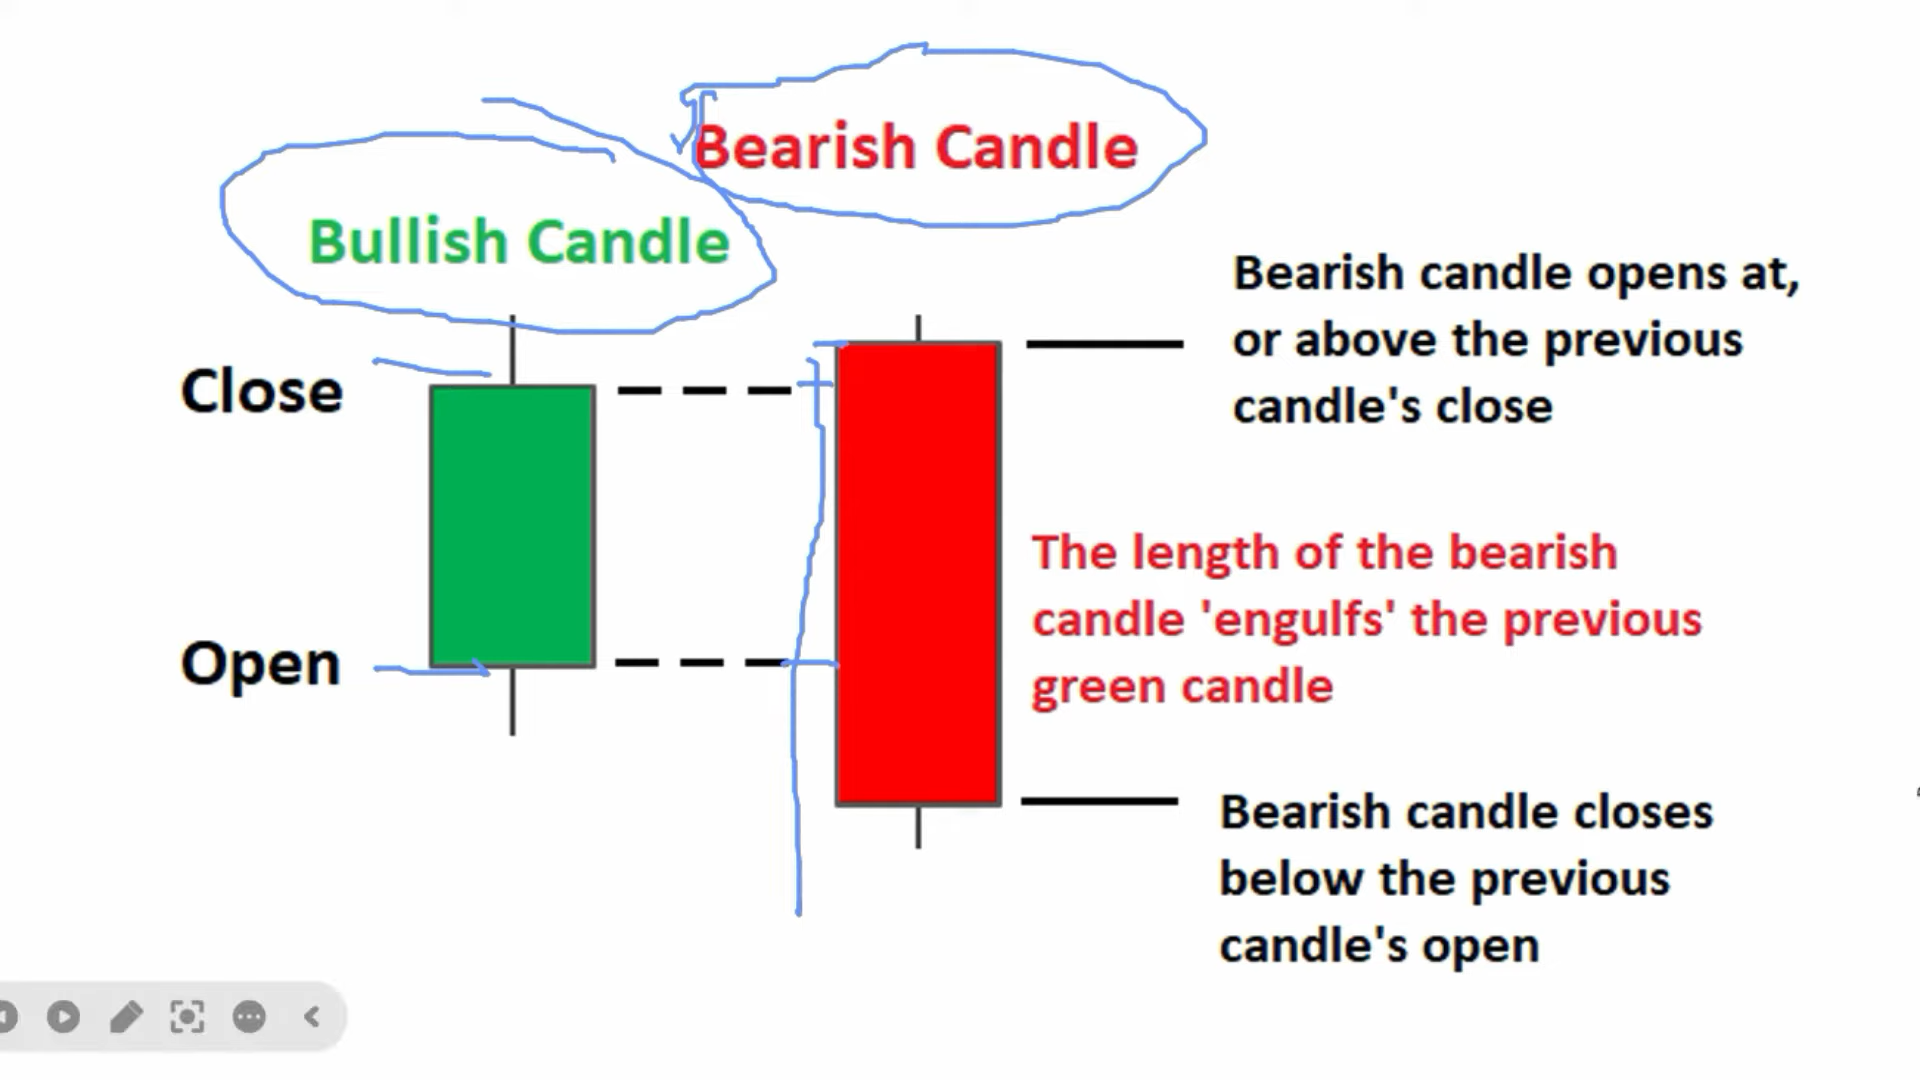 Bearish Candle
Bullish Candle
Close
Open
Bearish candle opens at,
or above the previous
candle's close
The length of the bearish
candle 'engulfs' the previous
green candle
Bearish candle closes
below the previous
candle's open